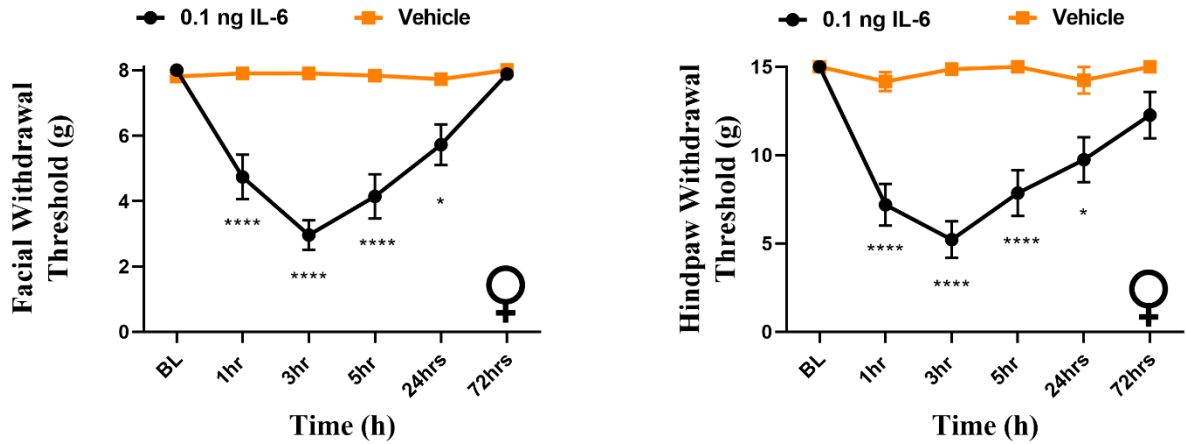 0.1 ng IL-6 Vehicle
Facial Withdrawal
Threshold (g)
8
6
4
2
0
****
****
****
*
BL 1hr 3hr 5hr 24hrs 72hrs
Time (h)
0.1 ng IL-6 Vehicle
Hindpaw Withdrawal
Threshold (g)
15
10
5
0
****
****
****
*
BL 1hr 3hr 5hr 24hrs 72hrs
Time (h)